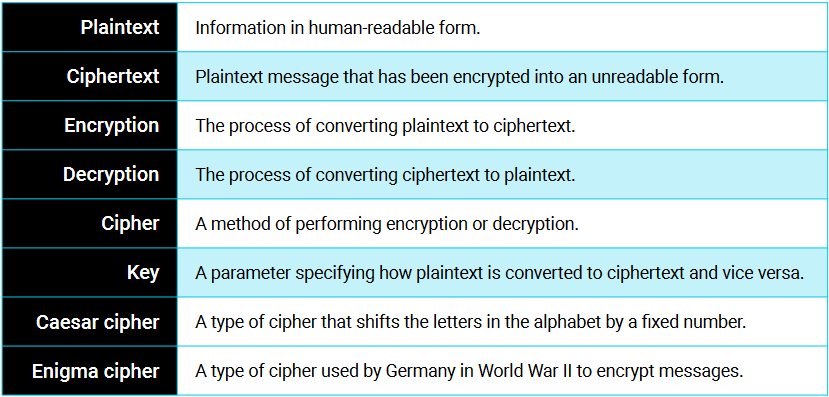 Plaintext Information in human-readable form.
Ciphertext Plaintext message that has been encrypted into an unreadable form.
Encryption The process of converting plaintext to ciphertext.
Decryption The process of converting ciphertext to plaintext.
Cipher A method of performing encryption or decryption.
Key A parameter specifying how plaintext is converted to ciphertext and vice versa.
Caesar cipher A type of cipher that shifts the letters in the alphabet by a fixed number.
Enigma cipher A type of cipher used by Germany in World War II to encrypt messages.